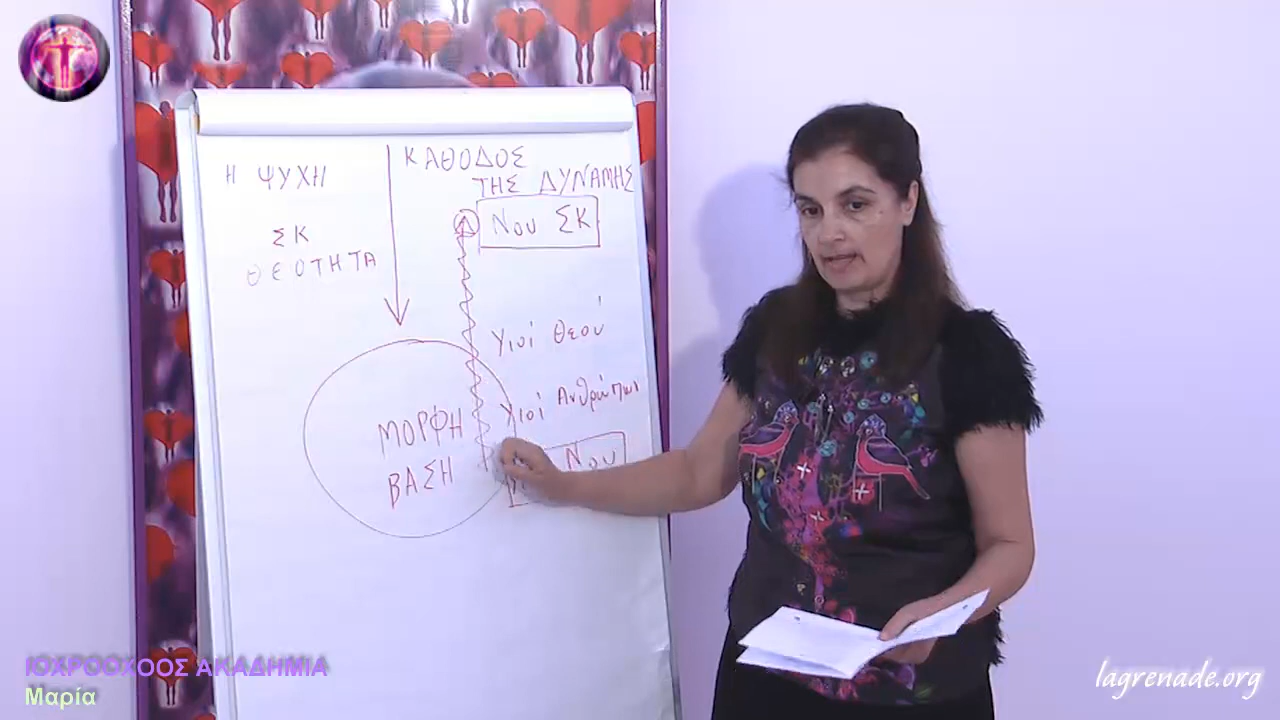 Η ΨΥΧΗ
ΣΚ
ΘΕΟΤΗΤΑ
ΚΑΘΟΔΟΣ
ΤΗΣ ΔΥΝΑΜΗΣ
Νου ΣΚ
Υιοί Θεού
Υιοί Ανθρώπων
Νου
ΜΟΡΦΗ
ΒΑΣΗ
ΙΟΧΡΟΟΧΟΟΣ ΑΚΑΔΗΜΙΑ
Μαρία
lagrenade.org